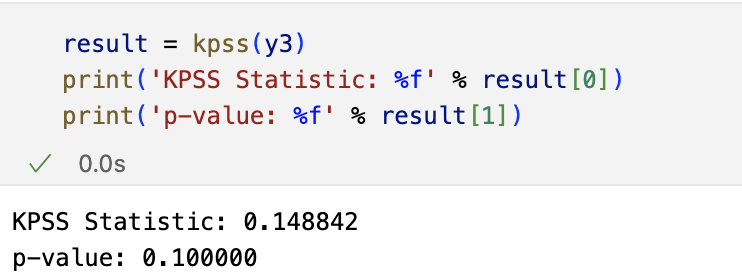 result = kpss(y3)
print('KPSS Statistic: %f' % result[0])
print('p-value: %f' % result[1])
0.0s
KPSS Statistic: 0.148842
p-value: 0.100000